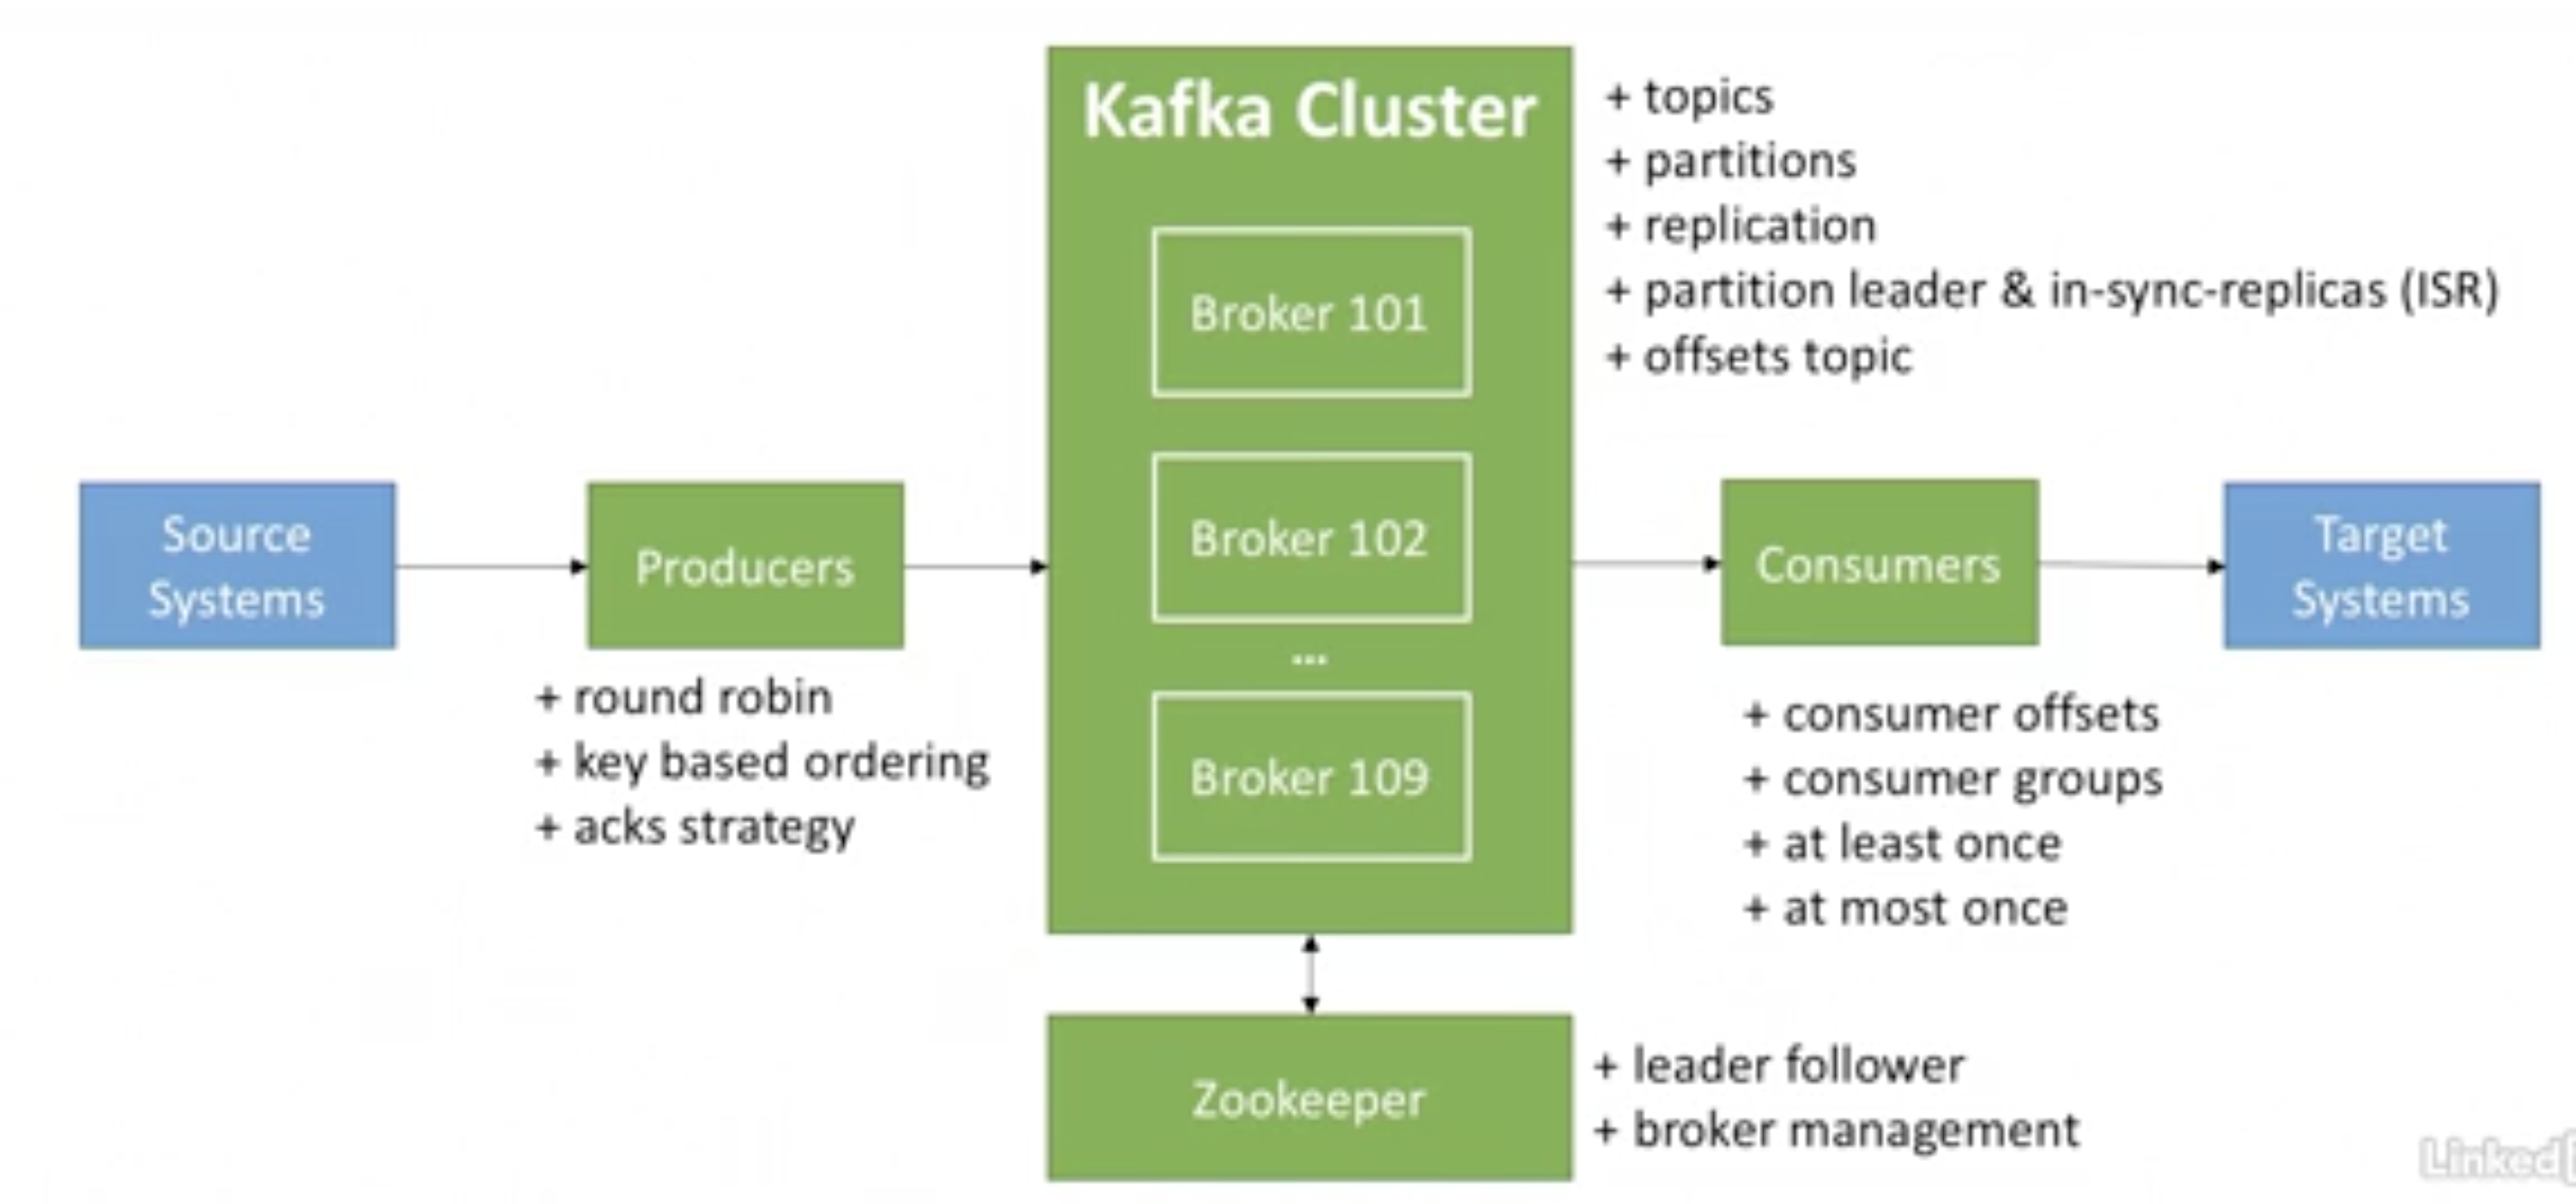 Kafka Cluster
Broker 101
Broker 102
...
Broker 109
+ topics
+ partitions
+ replication
+ partition leader & in-sync-replicas (ISR)
+ offsets topic
Source
Systems
Producers
+ round robin
+ key based ordering
+ acks strategy
Consumers
+ consumer offsets
+ consumer groups
+ at least once
+ at most once
Target
Systems
Zookeeper
+ leader follower
+ broker management
Linked